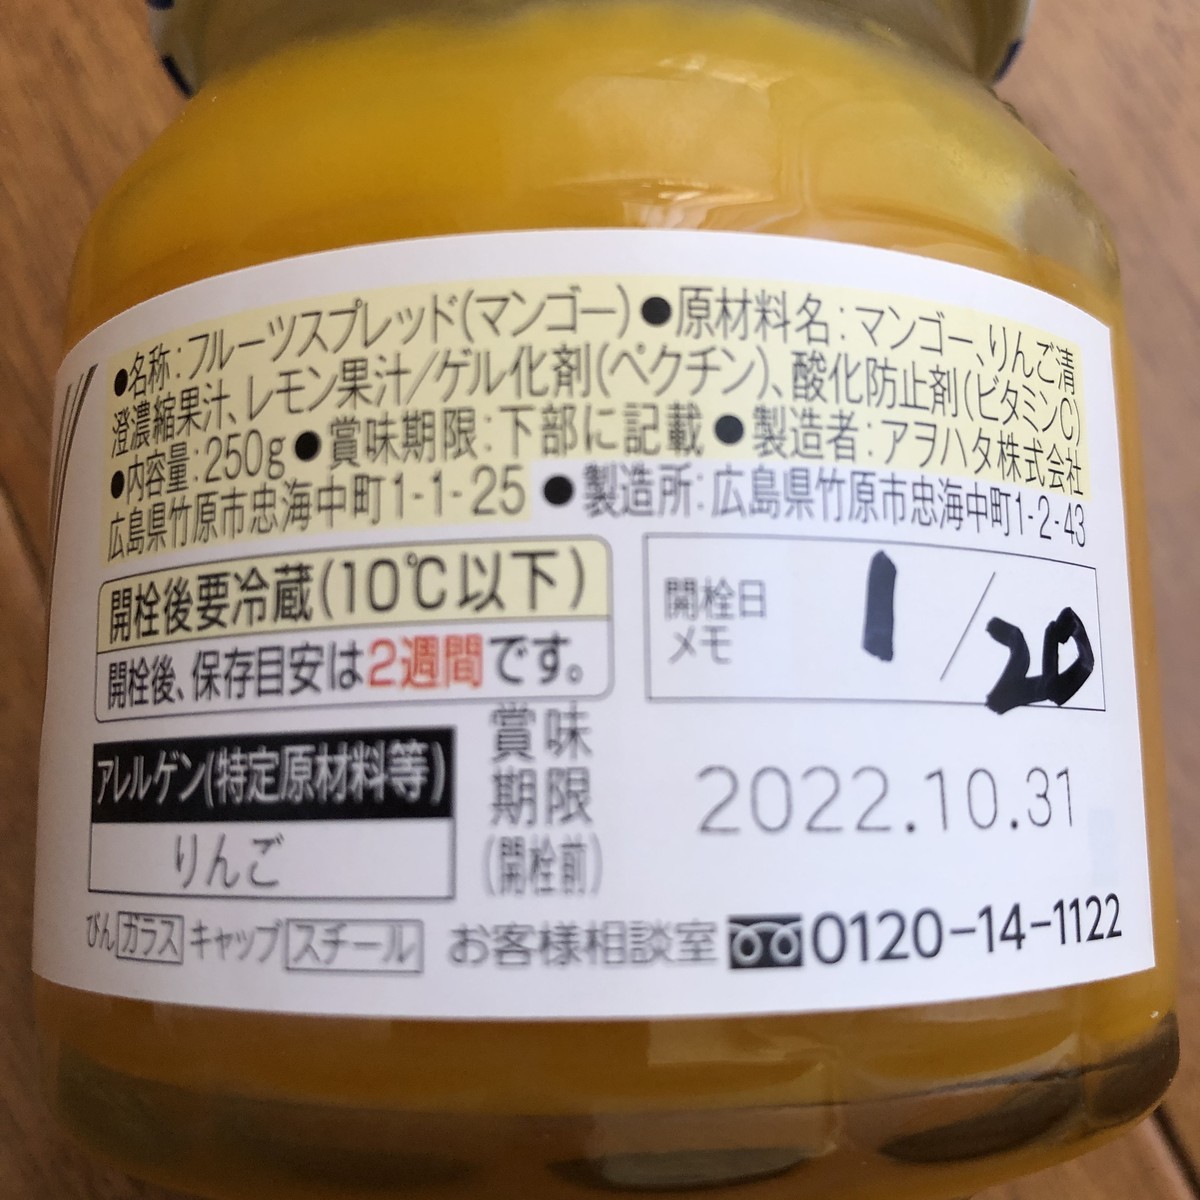 ●名称:フルーツスプレッド(マンゴー)●原材料名:マンゴー、りんご清
澄濃縮果汁、レモン果汁/ゲル化剤(ペクチン)、酸化防止剤(ビタミンC)
●内容量:250g●賞味期限:下部に記載●製造者:アヲハタ株式会社
広島県竹原市忠海中町1-1-25 ●製造所:広島県竹原市忠海中町1-2-43
開栓後要冷蔵(10℃以下)
開栓後、保存目安は2週間です。
開栓日
メモ
1/20
アレルゲン(特定原材料等)
りんご
賞味
期限
(開栓前)
2022.10.31
びん ガラス キャップ スチール お客様相談室 0120-14-1122